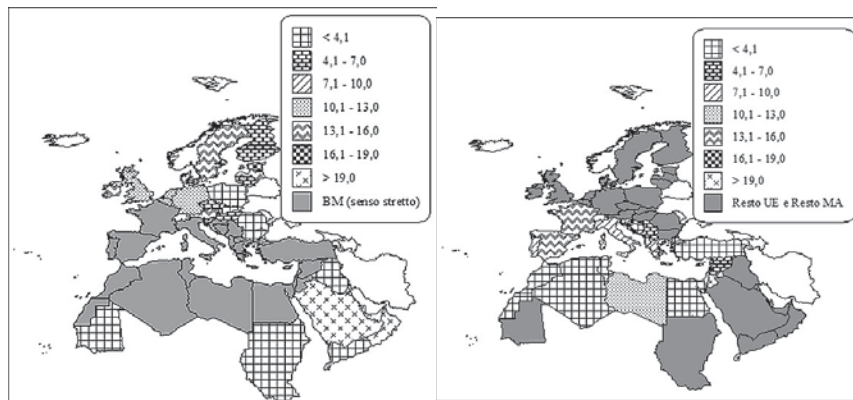 < 4,1
4,1 - 7,0
7,1 - 10,0
10,1 - 13,0
13,1 - 16,0
16,1 - 19,0
> 19,0
BM (senso stretto)
< 4,1
4,1 - 7,0
7,1 - 10,0
10,1 - 13,0
13,1 - 16,0
16,1 - 19,0
> 19,0
Resto UE e Resto MA